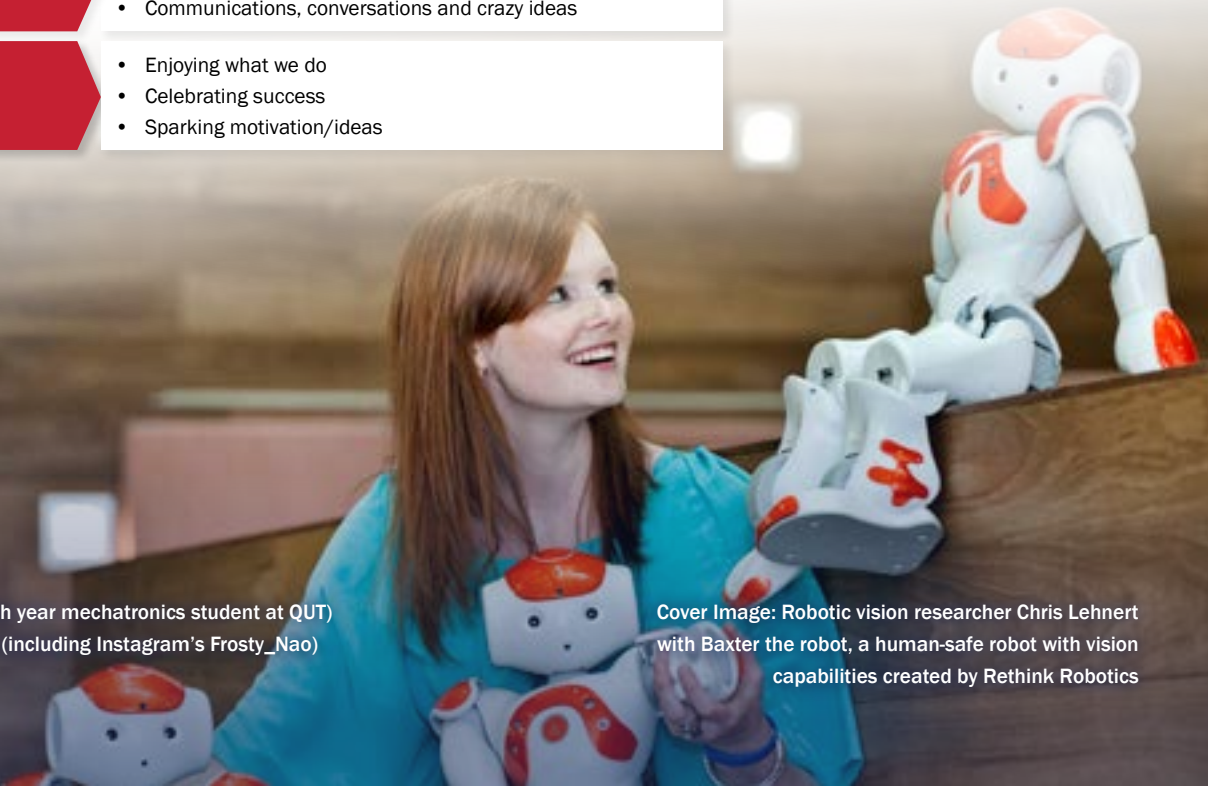 • Communications, conversations and crazy ideas
• Enjoying what we do
• Celebrating success
• Sparking motivation/ideas
h year mechatronics student at QUT)
(including Instagram's Frosty_Nao)
Cover Image: Robotic vision researcher Chris Lehnert
with Baxter the robot, a human-safe robot with vision
capabilities created by Rethink Robotics